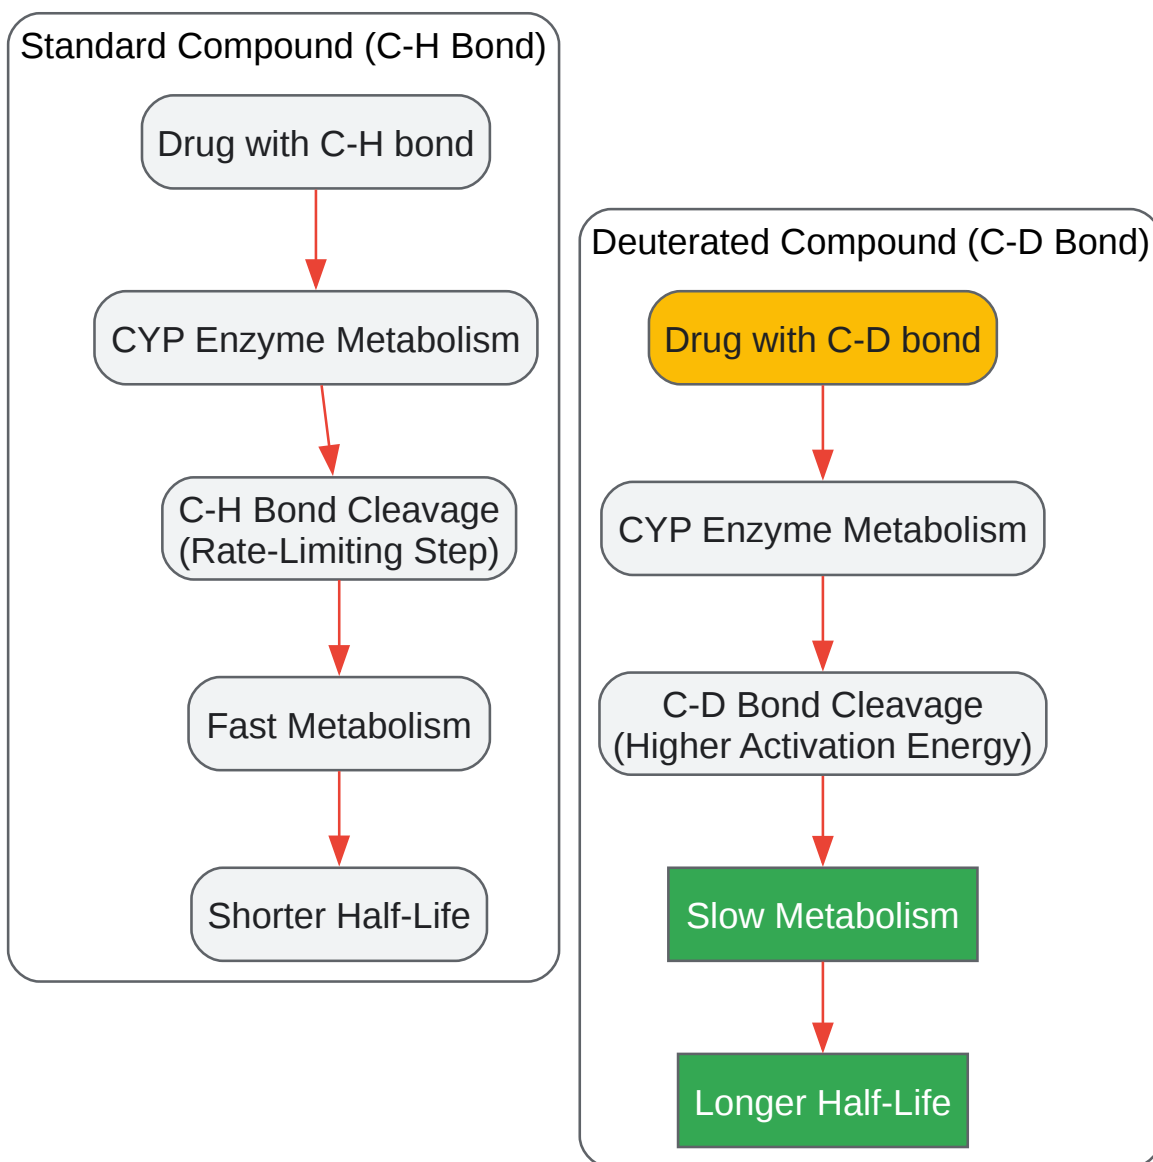 Standard Compound (C-H Bond)
Drug with C-H bond
CYP Enzyme Metabolism
C-H Bond Cleavage
(Rate-Limiting Step)
Fast Metabolism
Shorter Half-Life
Deuterated Compound (C-D Bond)
Drug with C-D bond
CYP Enzyme Metabolism
C-D Bond Cleavage
(Higher Activation Energy)
Slow Metabolism
Longer Half-Life